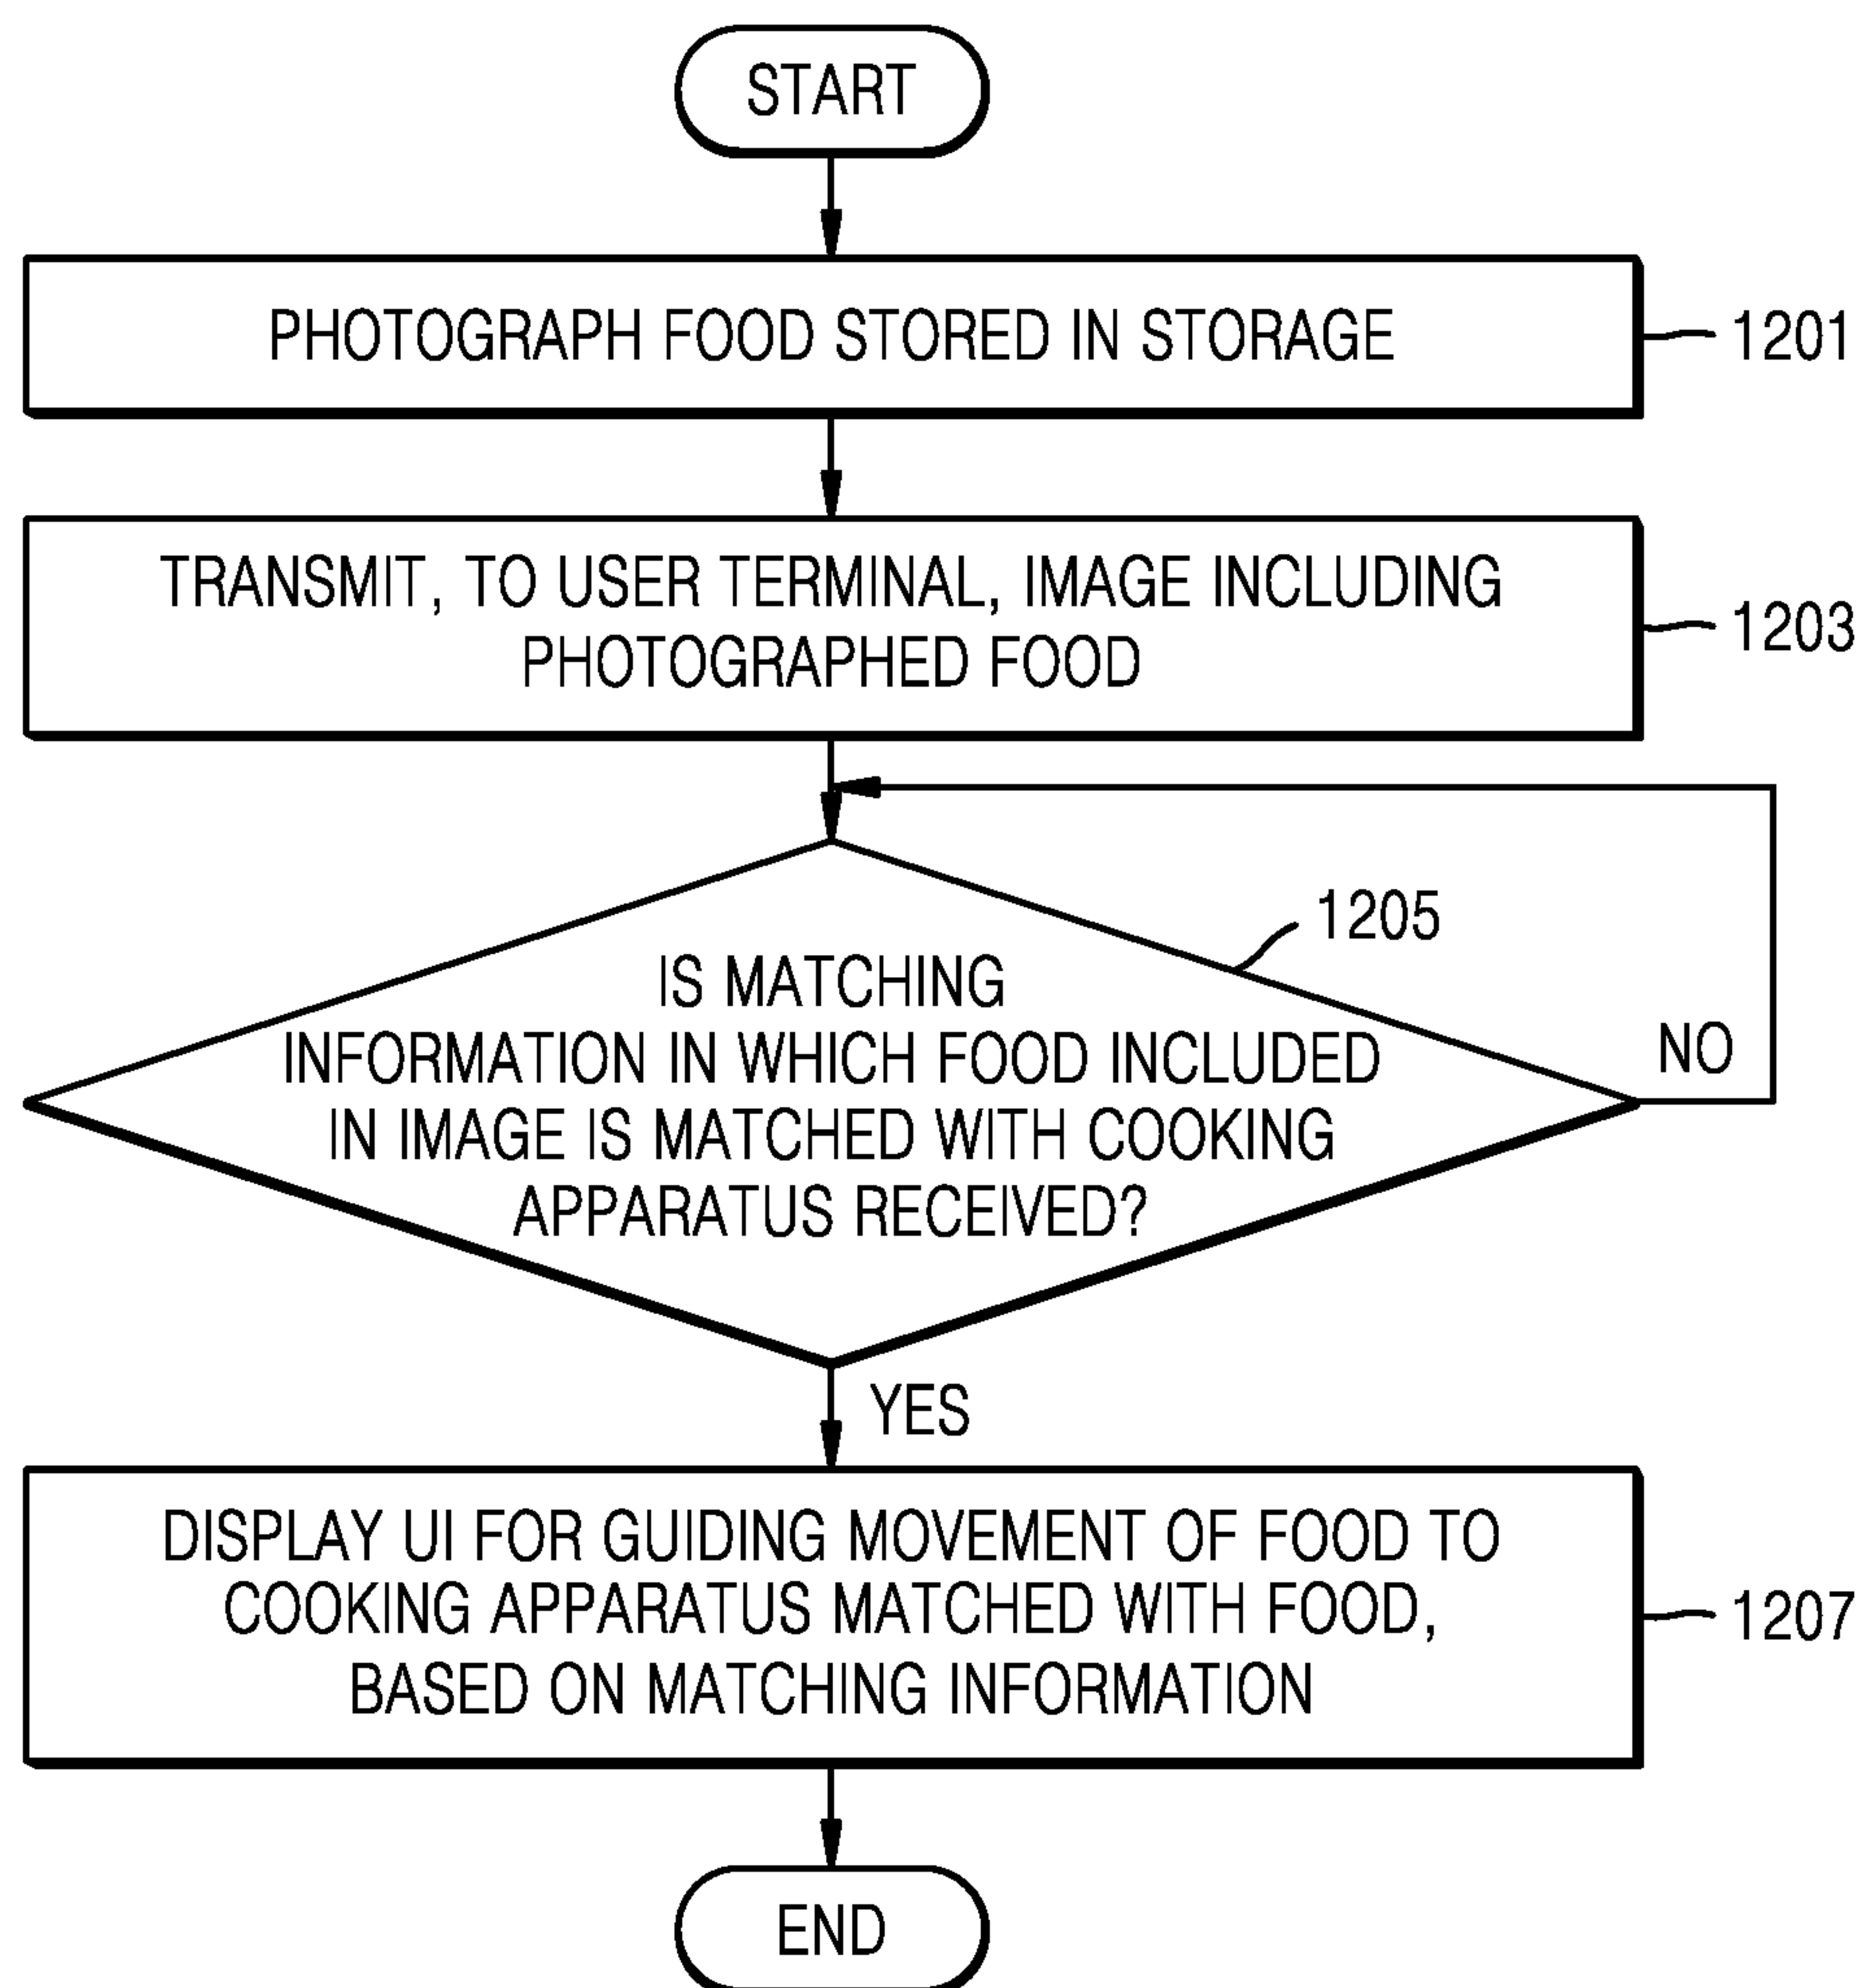 START
PHOTOGRAPH FOOD STORED IN STORAGE
1201
TRANSMIT, TO USER TERMINAL, IMAGE INCLUDING
PHOTOGRAPHED FOOD
1203
1205
IS MATCHING
INFORMATION IN WHICH FOOD INCLUDED
IN IMAGE IS MATCHED WITH COOKING
APPARATUS RECEIVED?
NO
YES
DISPLAY UI FOR GUIDING MOVEMENT OF FOOD TO
COOKING APPARATUS MATCHED WITH FOOD,
BASED ON MATCHING INFORMATION
1207
END